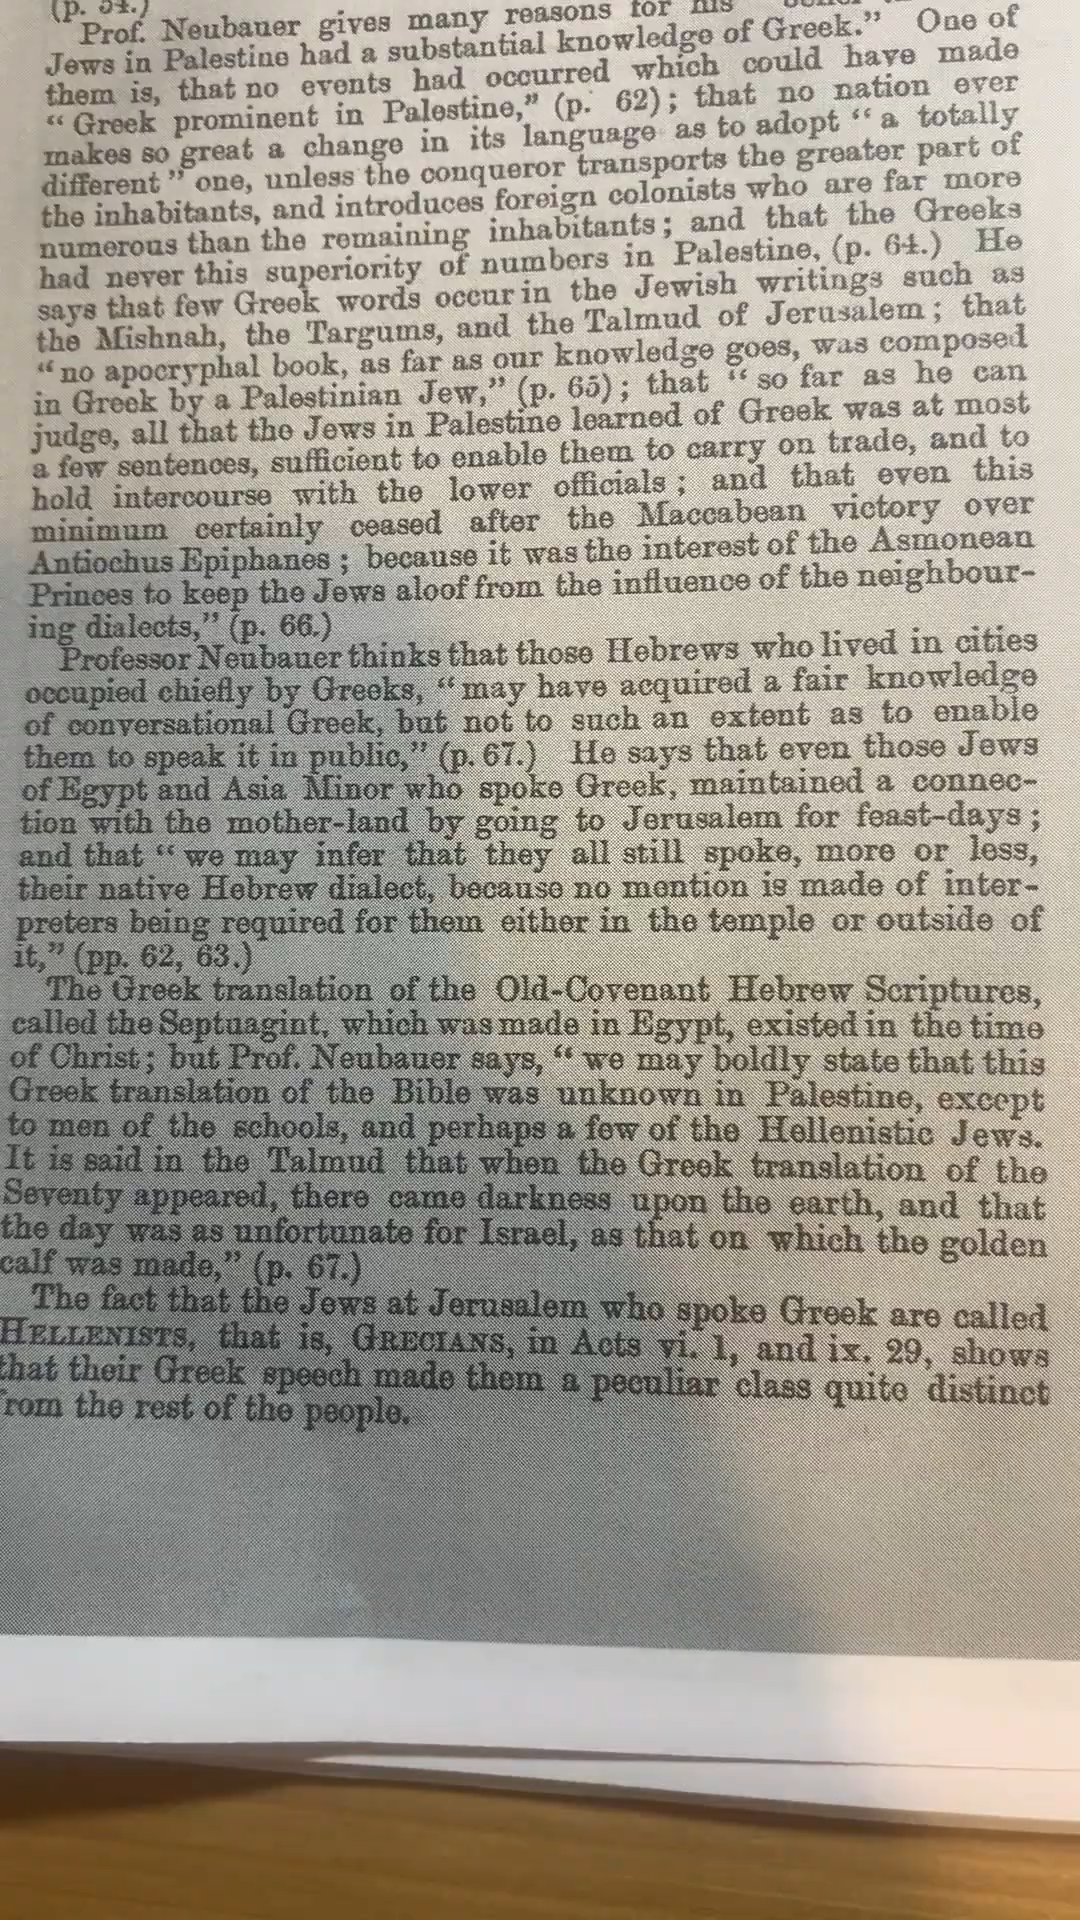 (p. 54.)
Prof. Neubauer gives many reasons for his
Jews in Palestine had a substantial knowledge of Greek.” One of
them is, that no events had occurred which could have made
“Greek prominent in Palestine,” (p. 62); that no nation ever
makes so great a change in its language as to adopt “a totally
different” one, unless the conqueror transports the greater part of
the inhabitants, and introduces foreign colonists who are far more
numerous than the remaining inhabitants; and that the Greeks
had never this superiority of numbers in Palestine, (p. 64.) He
says that few Greek words occur in the Jewish writings such as
the Mishnah, the Targums, and the Talmud of Jerusalem; that
“no apocryphal book, as far as our knowledge goes, was composed
in Greek by a Palestinian Jew,” (p. 65); that “so far as he can
judge, all that the Jews in Palestine learned of Greek was at most
a few sentences, sufficient to enable them to carry on trade, and to
hold intercourse with the lower officials; and that even this
minimum certainly ceased after the Maccabean victory over
Antiochus Epiphanes; because it was the interest of the Asmonean
Princes to keep the Jews aloof from the influence of the neighbour-
ing dialects,” (p. 66.)
Professor Neubauer thinks that those Hebrews who lived in cities
occupied chiefly by Greeks, “may have acquired a fair knowledge
of conversational Greek, but not to such an extent as to enable
them to speak it in public,” (p. 67.) He says that even those Jews
of Egypt and Asia Minor who spoke Greek, maintained a connec-
tion with the mother-land by going to Jerusalem for feast-days;
and that “we may infer that they all still spoke, more or less,
their native Hebrew dialect, because no mention is made of inter-
preters being required for them either in the temple or outside of
it,” (pp. 62, 63.)
The Greek translation of the Old-Covenant Hebrew Scriptures,
called the Septuagint, which was made in Egypt, existed in the time
of Christ; but Prof. Neubauer says, “we may boldly state that this
Greek translation of the Bible was unknown in Palestine, except
to men of the schools, and perhaps a few of the Hellenistic Jews.
It is said in the Talmud that when the Greek translation of the
Seventy appeared, there came darkness upon the earth, and that
the day was as unfortunate for Israel, as that on which the golden
calf was made,” (p. 67.)
The fact that the Jews at Jerusalem who spoke Greek are called
HELLENISTS, that is, GRECIANS, in Acts vi. 1, and ix. 29, shows
that their Greek speech made them a peculiar class quite distinct
from the rest of the people.